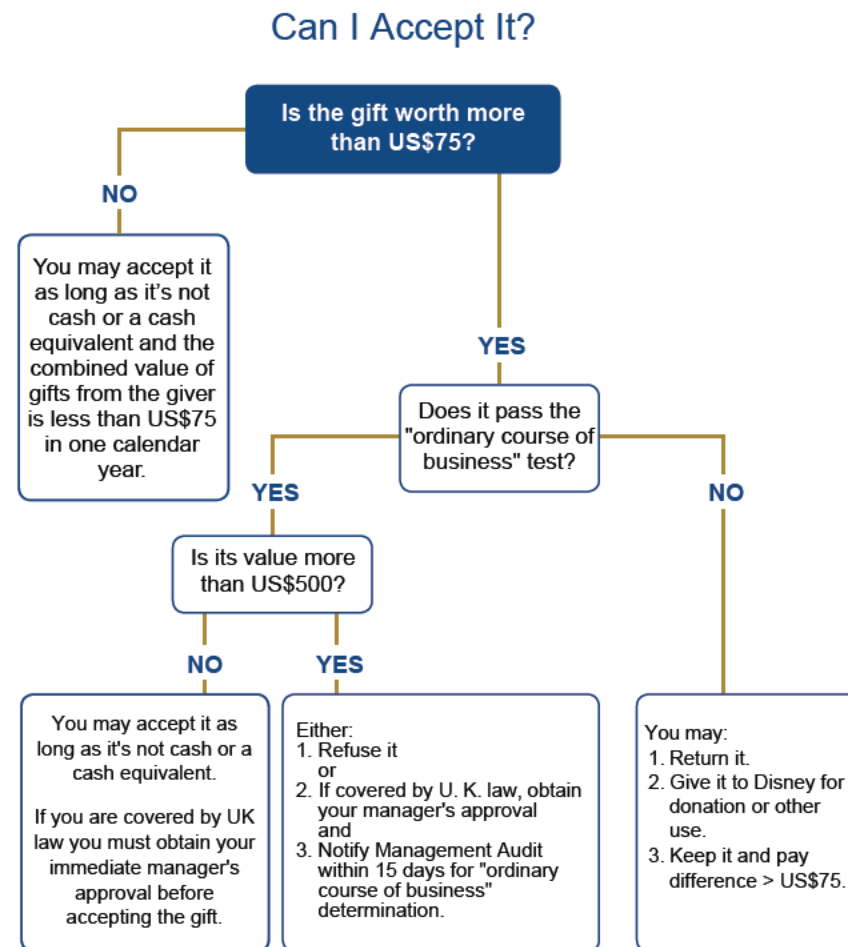 Can I Accept It?
Is the gift worth more
than US$75?
NO
You may accept it
as long as it’s not
cash or a cash
equivalent and the
combined value of
gifts from the giver
is less than US$75
in one calendar
year.
YES
Does it pass the
"ordinary course of
business" test?
YES
NO
Is its value more
than US$500?
NO
YES
You may accept it as
long as it's not cash or a
cash equivalent.
If you are covered by UK
law you must obtain your
immediate manager's
approval before
accepting the gift.
Either:
1. Refuse it
or
2. If covered by U. K. law, obtain
your manager's approval
and
3. Notify Management Audit
within 15 days for "ordinary
course of business"
determination.
You may:
1. Return it.
2. Give it to Disney for
donation or other
use.
3. Keep it and pay
difference > US$75.